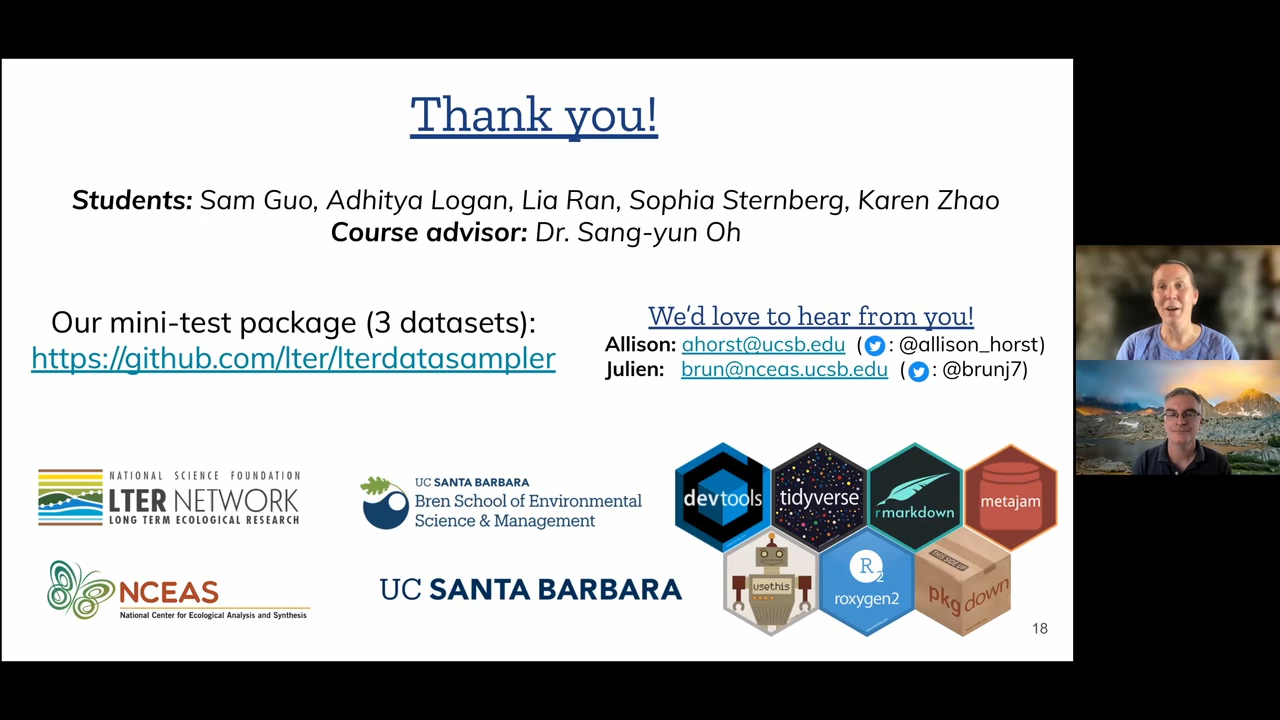 Thank you!
Students: Sam Guo, Adhitya Logan, Lia Ran, Sophia Sternberg, Karen Zhao
Course advisor: Dr. Sang-yun Oh
Our mini-test package (3 datasets):
https://github.com/lter/lterdatasampler
We'd love to hear from you!
Allison: ahorst@ucsb.edu (: @allison_horst)
Julien: brun@nceas.ucsb.edu (: @brunj7)
NATIONAL SCIENCE FOUNDATION
LTER NETWORK
LONG TERM ECOLOGICAL RESEARCH
UC SANTA BARBARA
Bren School of Environmental
Science & Management
devtools
tidyverse
rmarkdown
metajam
NCEAS
National Center for Ecological Analysis and Synthesis
UC SANTA BARBARA
usethis
R2
roxygen2
THIS SIDE UP
pkgdown
18